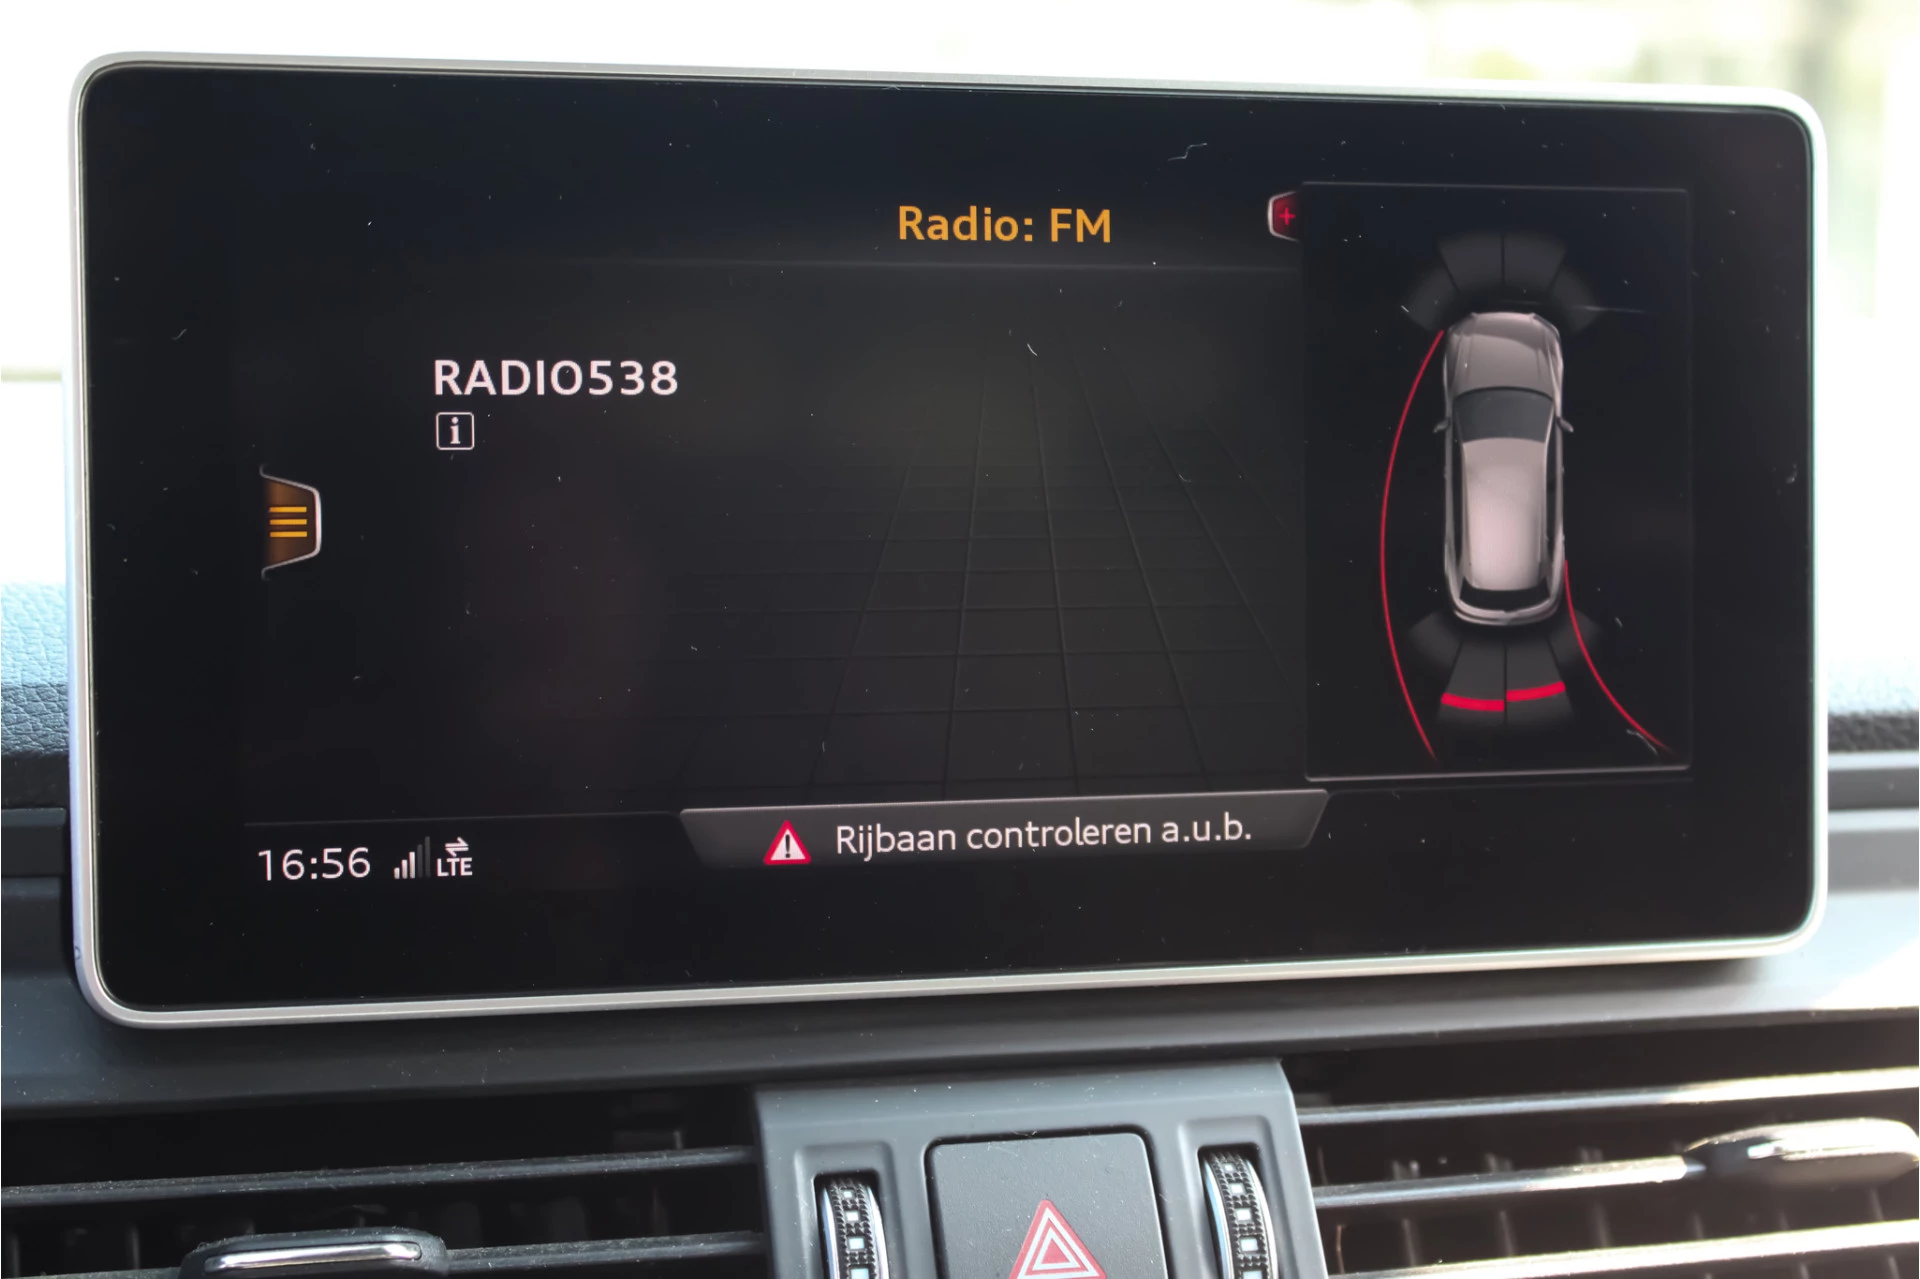 Radio: FM
RADIO538
i
16:56 LTE
Rijbaan controleren a.u.b.